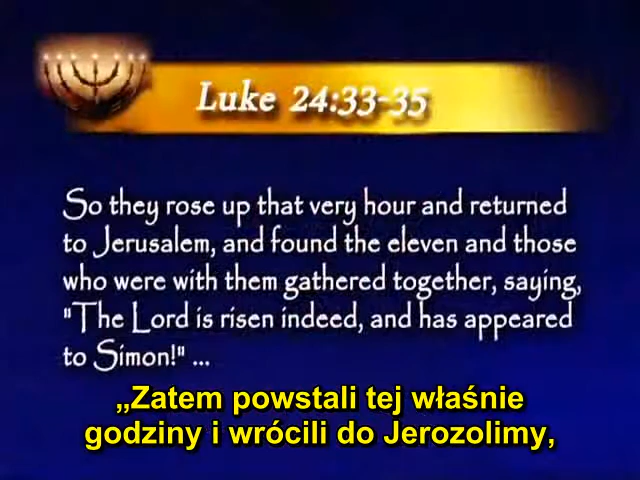 Luke 24:33-35
So they rose up that very hour and returned
to Jerusalem, and found the eleven and those
who were with them gathered together, saying,
"The Lord is risen indeed, and has appeared
to Simon!" ...
„Zatem powstali tej właśnie
godziny i wrócili do Jerozolimy,